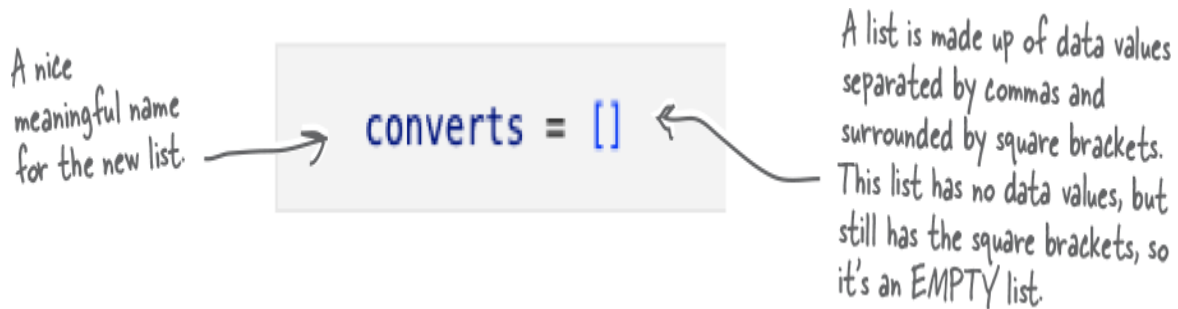 A nice
meaningful name
for the new list.
converts = []
A list is made up of data values
separated by commas and
surrounded by square brackets.
This list has no data values, but
still has the square brackets, so
it's an EMPTY list.